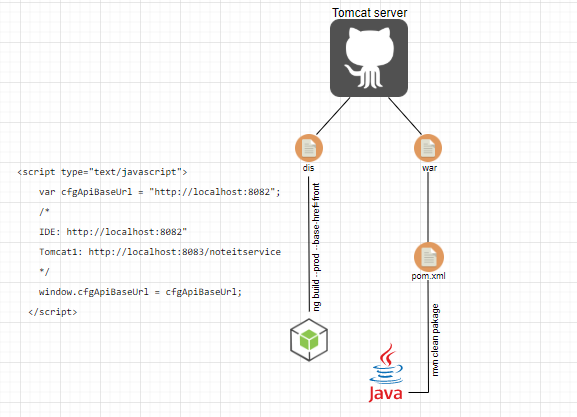 Tomcat server
dis
war
<script type="text/javascript">
var cfgApiBaseUrl = "http://localhost:8082";
/*
IDE: http://localhost:8082"
Tomcat1: http://localhost:8083/noteitservice
*/
window.cfgApiBaseUrl = cfgApiBaseUrl;
</script>
ng build --prod --base-href-front
pom.xml
mvn clean pakage
Java